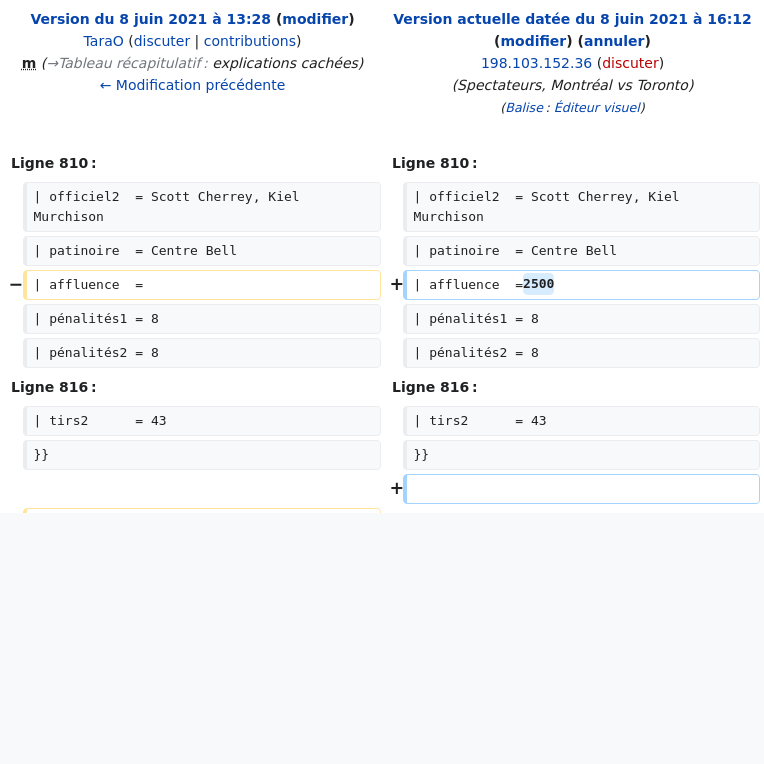 Version du 8 juin 2021 à 13:28 (modifier)
TaraO (discuter | contributions)
m (→Tableau récapitulatif : explications cachées)
← Modification précédente
Version actuelle datée du 8 juin 2021 à 16:12
(modifier) (annuler)
198.103.152.36 (discuter)
(Spectateurs, Montréal vs Toronto)
(Balise : Éditeur visuel)
Ligne 810 :
| officiel2  = Scott Cherrey, Kiel
Murchison
| patinoire  = Centre Bell
− | affluence  =
| pénalités1 = 8
| pénalités2 = 8
Ligne 816 :
| tirs2      = 43
}}
Ligne 810 :
| officiel2  = Scott Cherrey, Kiel
Murchison
| patinoire  = Centre Bell
+ | affluence  =2500
| pénalités1 = 8
| pénalités2 = 8
Ligne 816 :
| tirs2      = 43
}}
+